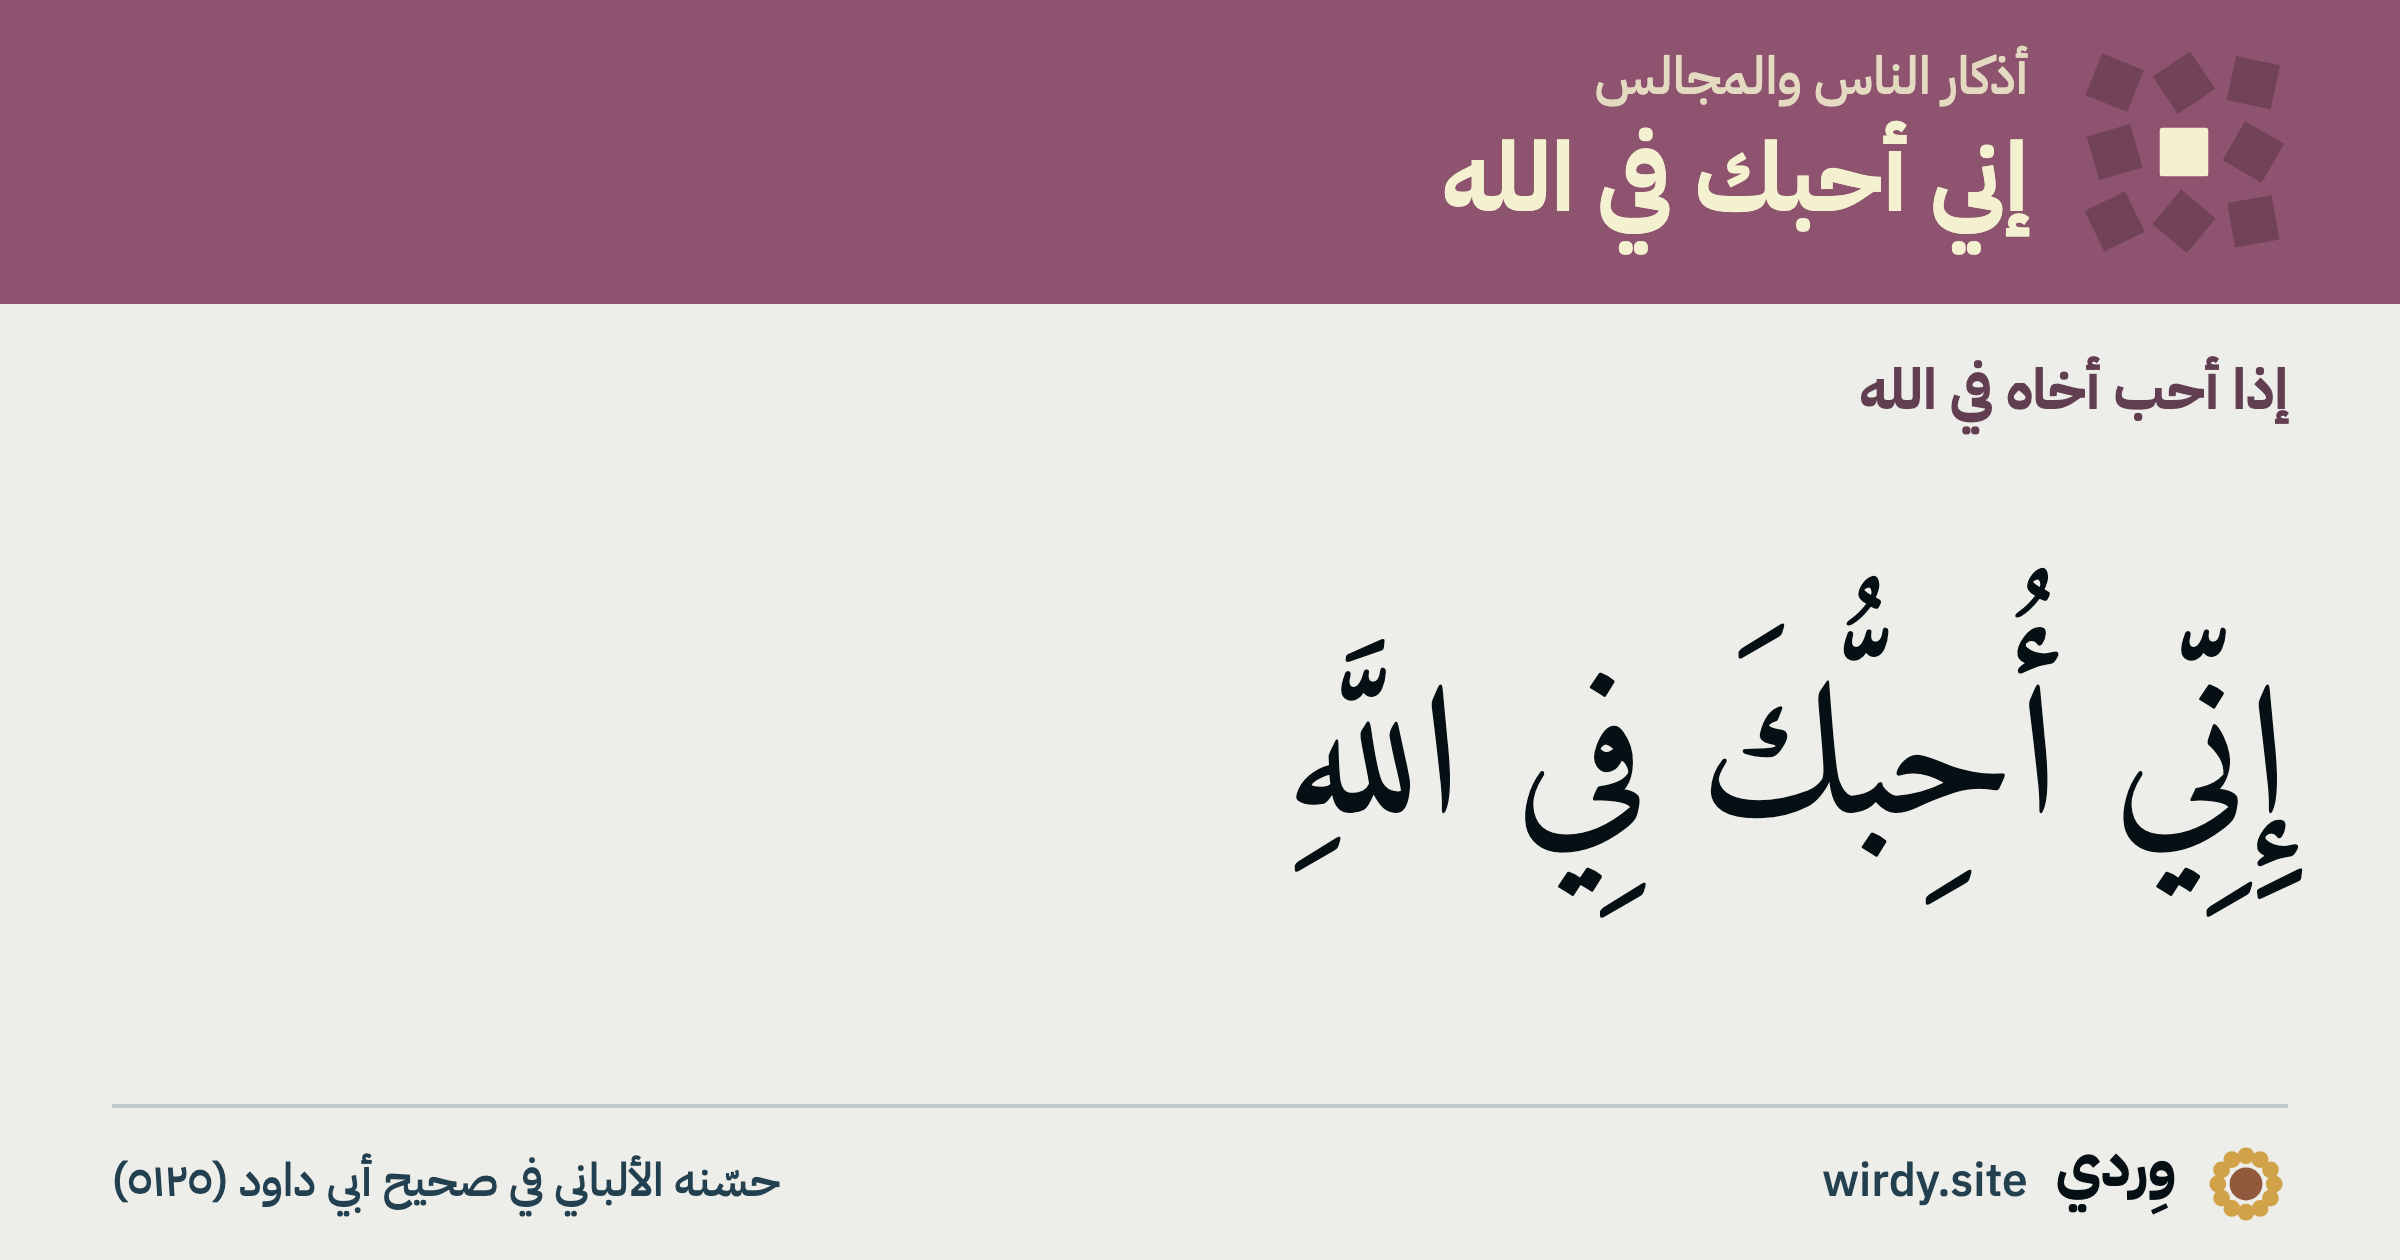 أذكار الناس والمجالس
إني أحبك في الله
إذا أحب أخاه في الله
إِنِّي أُحِبُّكَ فِي اللَّهِ
وِردي wirdy.site
حسّنه الألباني في صحيح أبي داود (٥١٢٥)